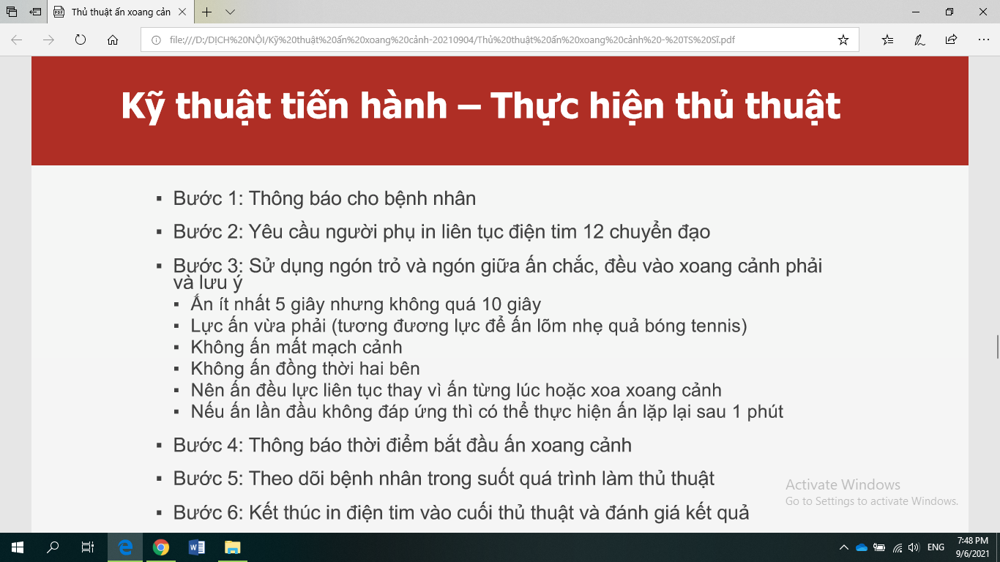 Thủ thuật ấn xoang cản
file:///D:/DỊCH%20NỘI/Kỹ%20thuật%20ấn%20xoang%20cảnh-20210904/Thủ%20thuật%20ấn%20xoang%20cảnh%20-%20TS%20Sĩ.pdf
Kỹ thuật tiến hành – Thực hiện thủ thuật
▪ Bước 1: Thông báo cho bệnh nhân
▪ Bước 2: Yêu cầu người phụ in liên tục điện tim 12 chuyển đạo
▪ Bước 3: Sử dụng ngón trỏ và ngón giữa ấn chắc, đều vào xoang cảnh phải
và lưu ý
▪ Ấn ít nhất 5 giây nhưng không quá 10 giây
▪ Lực ấn vừa phải (tương đương lực để ấn lõm nhẹ quả bóng tennis)
▪ Không ấn mất mạch cảnh
▪ Không ấn đồng thời hai bên
▪ Nên ấn đều lực liên tục thay vì ấn từng lúc hoặc xoa xoang cảnh
▪ Nếu ấn lần đầu không đáp ứng thì có thể thực hiện ấn lặp lại sau 1 phút
▪ Bước 4: Thông báo thời điểm bắt đầu ấn xoang cảnh
▪ Bước 5: Theo dõi bệnh nhân trong suốt quá trình làm thủ thuật
▪ Bước 6: Kết thúc in điện tim vào cuối thủ thuật và đánh giá kết quả
Activate Windows
Go to Settings to activate Windows.
ENG
7:48 PM
9/6/2021